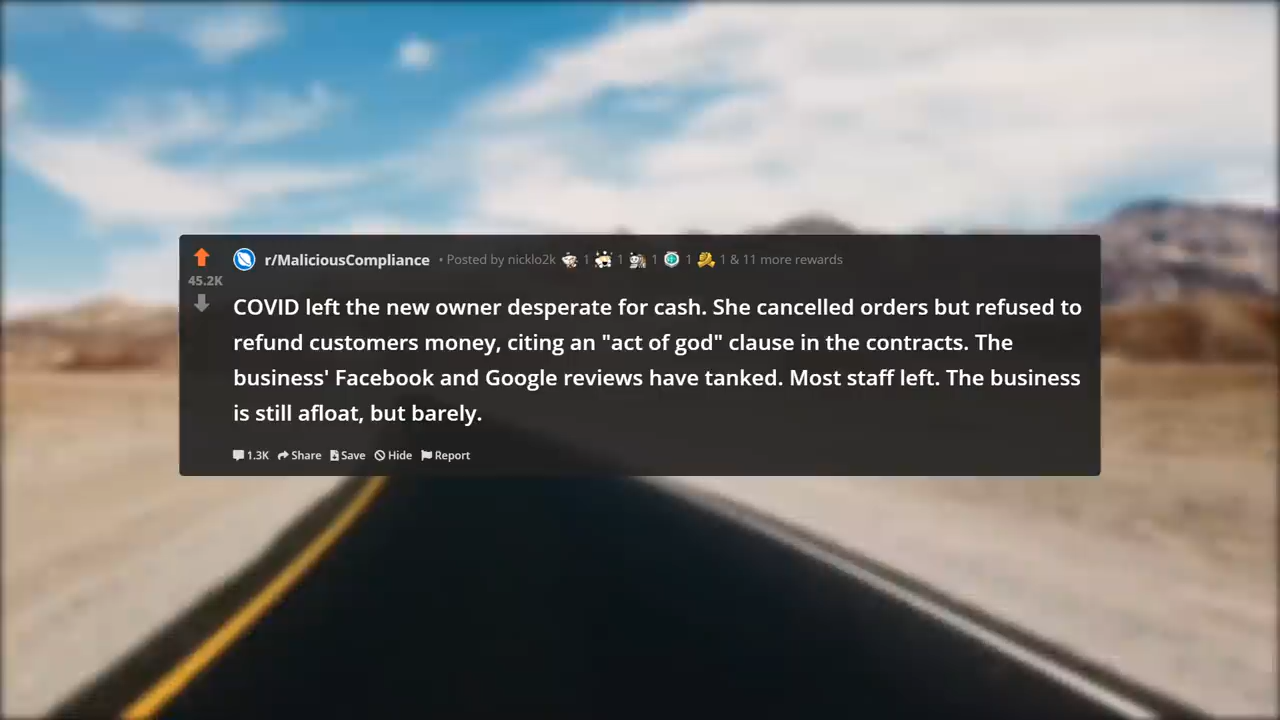 r/MaliciousCompliance • Posted by nicklo2k 1 1 1 1 1 & 11 more rewards
45.2K
COVID left the new owner desperate for cash. She cancelled orders but refused to
refund customers money, citing an "act of god" clause in the contracts. The
business' Facebook and Google reviews have tanked. Most staff left. The business
is still afloat, but barely.
1.3K Share Save Hide Report